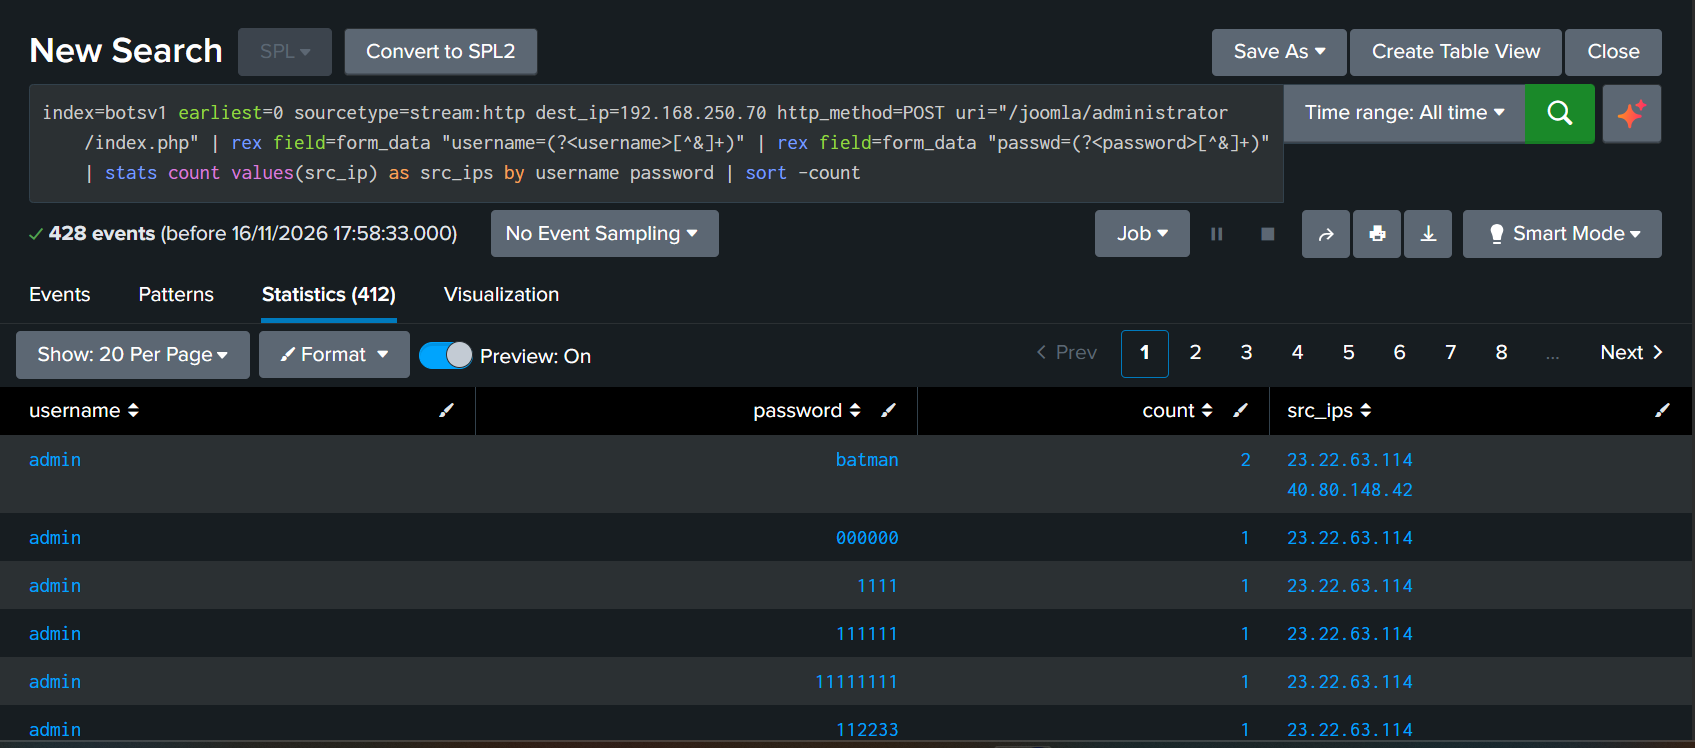 New Search SPL Convert to SPL2 Save As Create Table View Close
index=botsv1 earliest=0 sourcetype=stream:http dest_ip=192.168.250.70 http_method=POST uri="/joomla/administrator
/index.php" | rex field=form_data "username=(?<username>[^&]+)" | rex field=form_data "passwd=(?<password>[^&]+)"
| stats count values(src_ip) as src_ips by username password | sort -count
Time range: All time
428 events (before 16/11/2026 17:58:33.000) No Event Sampling Job Smart Mode
Events Patterns Statistics (412) Visualization
Show: 20 Per Page Format Preview: On Prev 1 2 3 4 5 6 7 8 ... Next
username password count src_ips
admin batman 2 23.22.63.114
40.80.148.42
admin 000000 1 23.22.63.114
admin 1111 1 23.22.63.114
admin 111111 1 23.22.63.114
admin 11111111 1 23.22.63.114
admin 112233 1 23.22.63.114